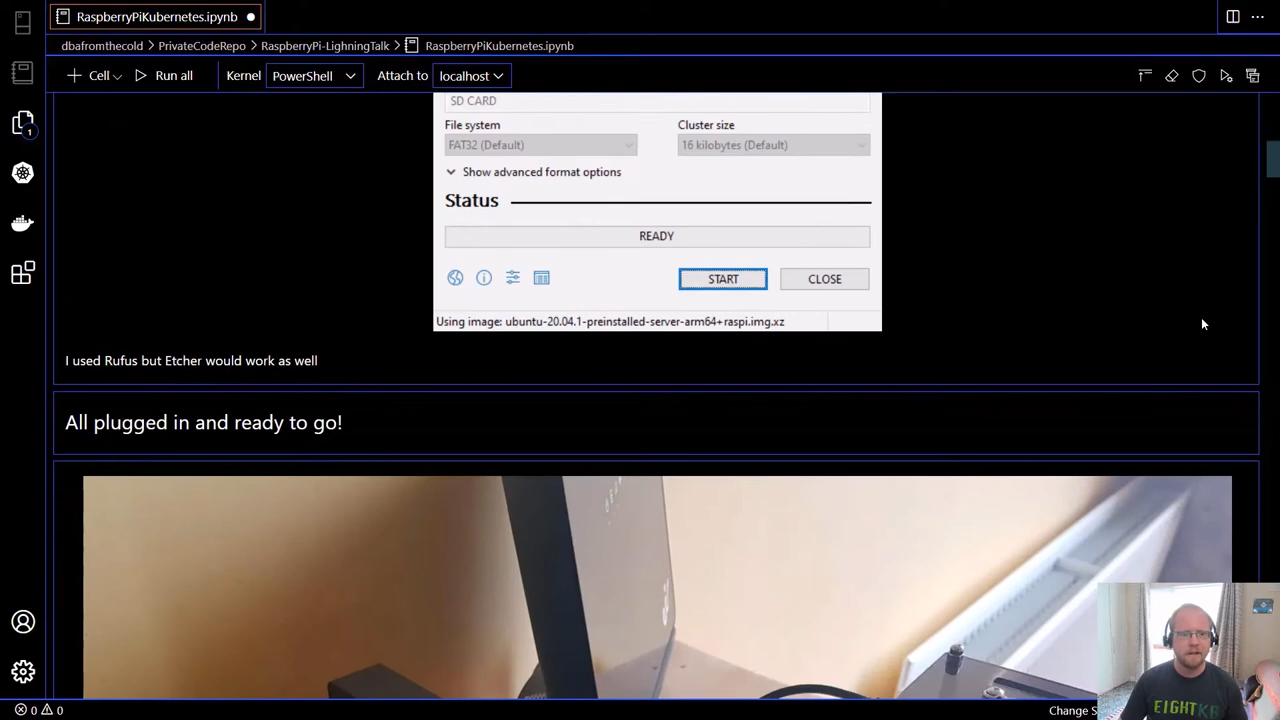 RaspberryPiKubernetes.ipynb
dbafromthecold PrivateCodeRepo RaspberryPi-LighningTalk RaspberryPiKubernetes.ipynb
Cell Run all Kernel PowerShell Attach to localhost
SD CARD
File system Cluster size
FAT32 (Default) 16 kilobytes (Default)
Show advanced format options
Status
READY
START CLOSE
Using image: ubuntu-20.04.1-preinstalled-server-arm64+raspi.img.xz
I used Rufus but Etcher would work as well
All plugged in and ready to go!
1
EIGHTKB
0 0
Change S